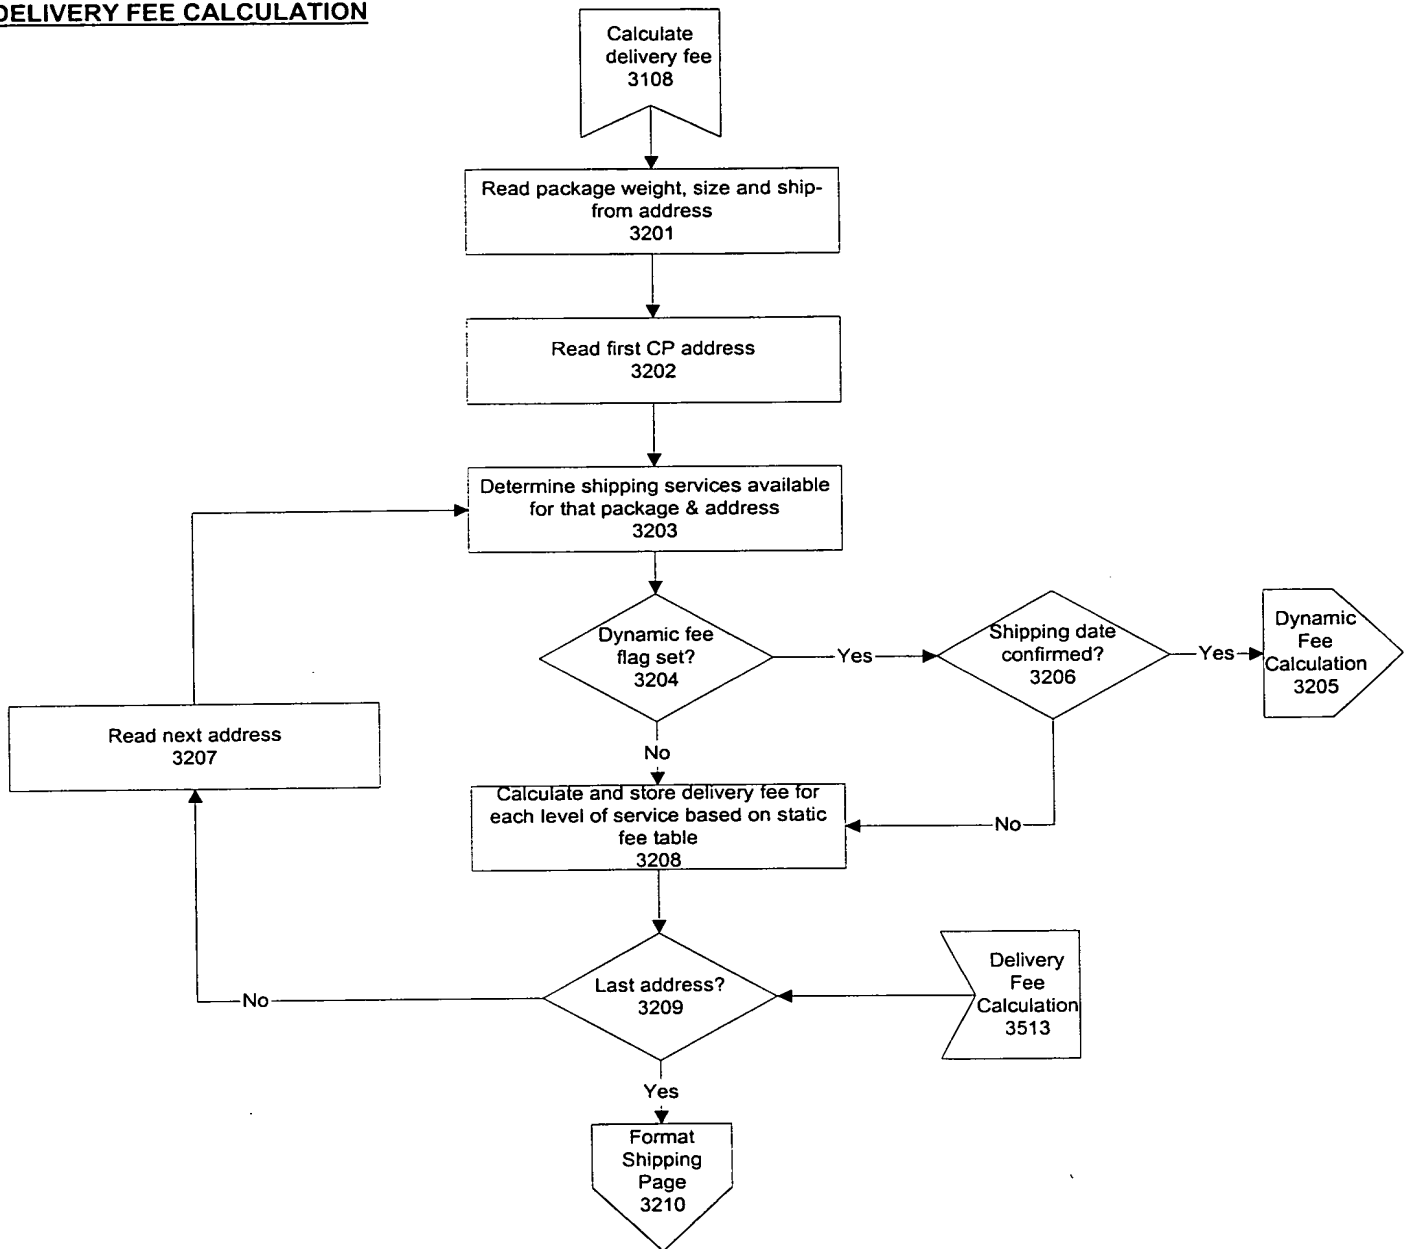 DELIVERY FEE CALCULATION
Calculate
delivery fee
3108
Read package weight, size and ship-
from address
3201
Read first CP address
3202
Determine shipping services available
for that package & address
3203
Dynamic fee
flag set?
3204
Yes
Shipping date
confirmed?
3206
Yes
Dynamic
Fee
Calculation
3205
Read next address
3207
No
Calculate and store delivery fee for
each level of service based on static
fee table
3208
No
Last address?
3209
No
Delivery
Fee
Calculation
3513
Yes
Format
Shipping
Page
3210